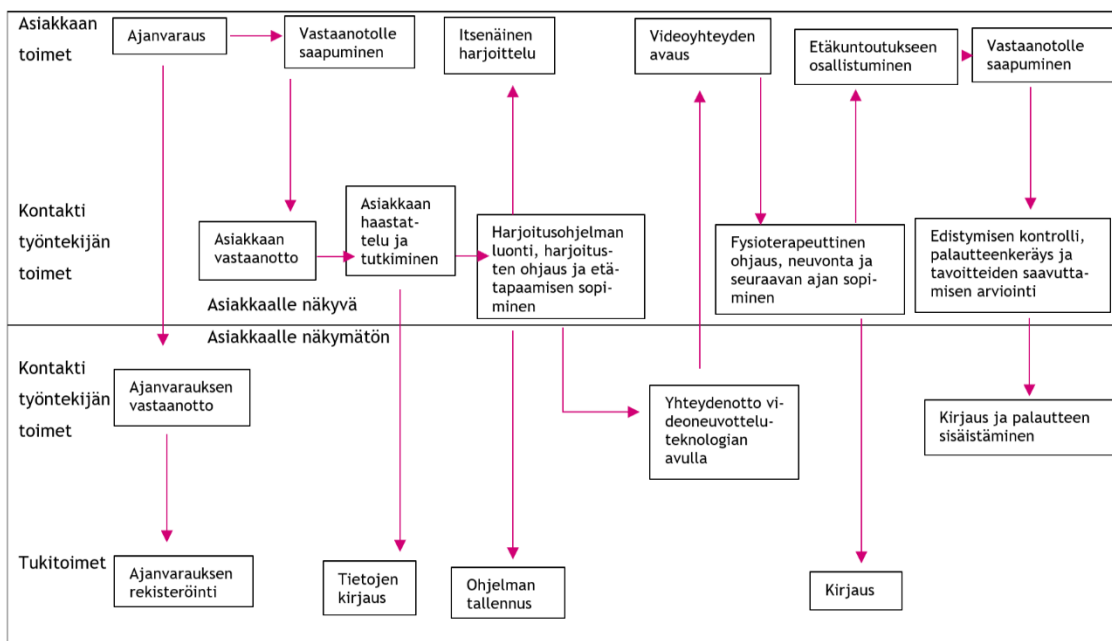 Asiakkaan
toimet
Ajanvaraus
Vastaanotolle
saapuminen
Itsenäinen
harjoittelu
Videoyhteyden
avaus
Etäkuntoutukseen
osallistuminen
Vastaanotolle
saapuminen
Kontakti
työntekijän
toimet
Asiakkaan
vastaanotto
Asiakkaan
haastat-
telu ja
tutkiminen
Harjoitusohjelman
luonti, harjoitus-
ten ohjaus ja etä-
tapaamisen sopi-
minen
Fysioterapeuttinen
ohjaus, neuvonta ja
seuraavan ajan sopi-
minen
Edistymisen kontrolli,
palautteenkeräys ja
tavoitteiden saavutta-
misen arviointi
Asiakkaalle näkyvä
Asiakkaalle näkymätön
Kontakti
työntekijän
toimet
Ajanvarauksen
vastaanotto
Yhteydenotto vi-
deoneuvottelu-
teknologian
avulla
Kirjaus ja palautteen
sisäistäminen
Tukitoimet
Ajanvarauksen
rekisteröinti
Tietojen
kirjaus
Ohjelman
tallennus
Kirjaus